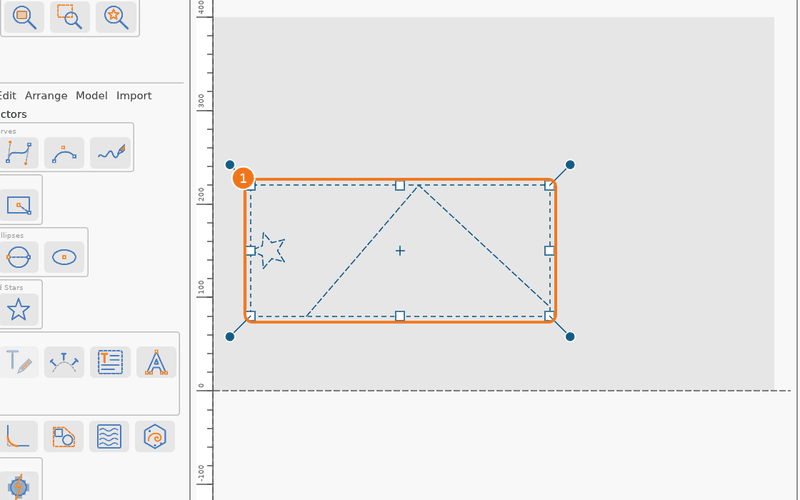 Edit Arrange Model Import
ctors
rves
llipses
d Stars
T
T
A
1
400
300
200
100
0
-100